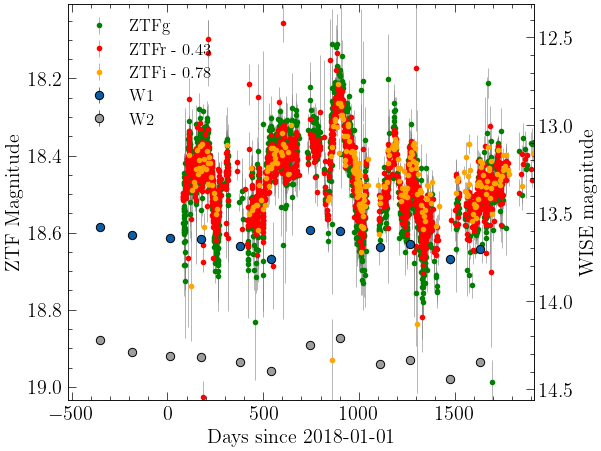 ZTFg
ZTFr - 0.43
ZTFi - 0.78
W1
W2
18.2
18.4
18.6
18.8
19.0
ZTF Magnitude
12.5
13.0
13.5
14.0
14.5
WISE magnitude
−500
0
500
1000
1500
Days since 2018-01-01